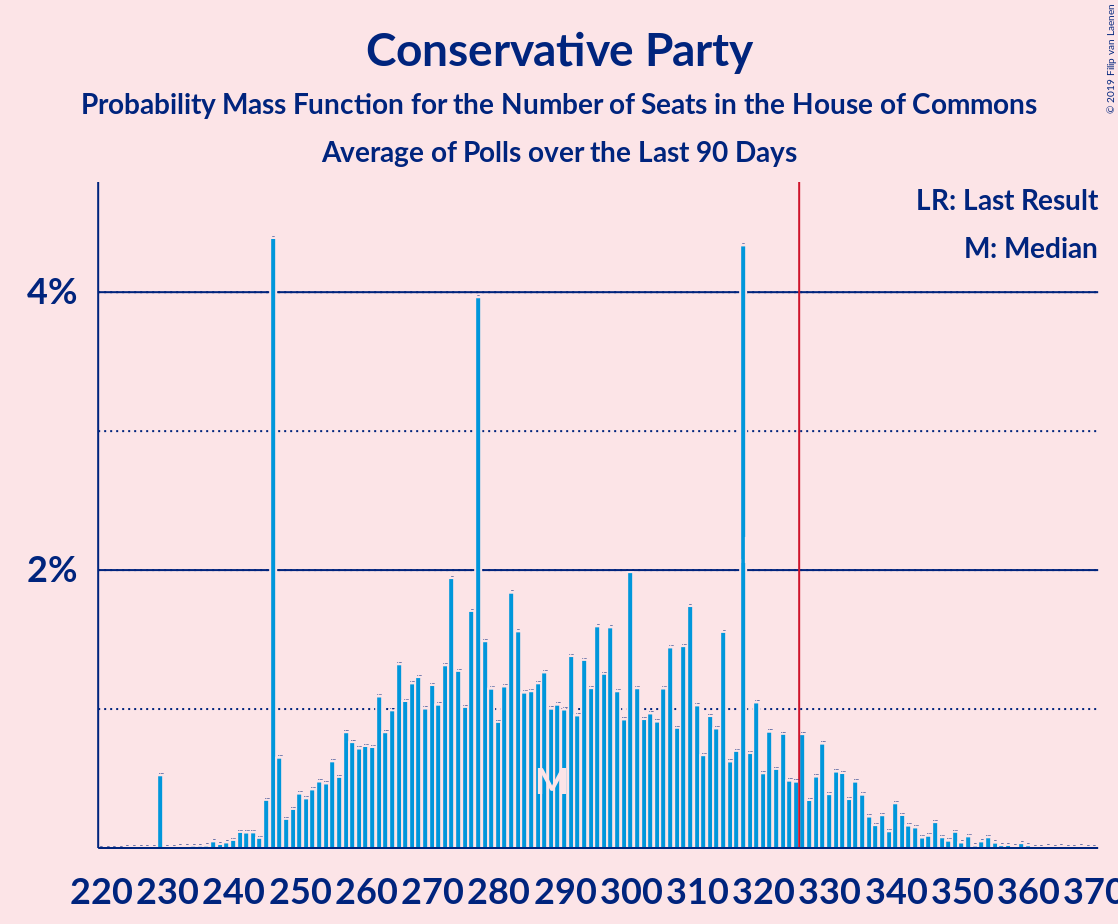 Conservative Party
Probability Mass Function for the Number of Seats in the House of Commons
Average of Polls over the Last 90 Days
© 2019 Filip van Laenen
LR: Last Result
M: Median
4%
2%
M
220 230 240 250 260 270 280 290 300 310 320 330 340 350 360 370